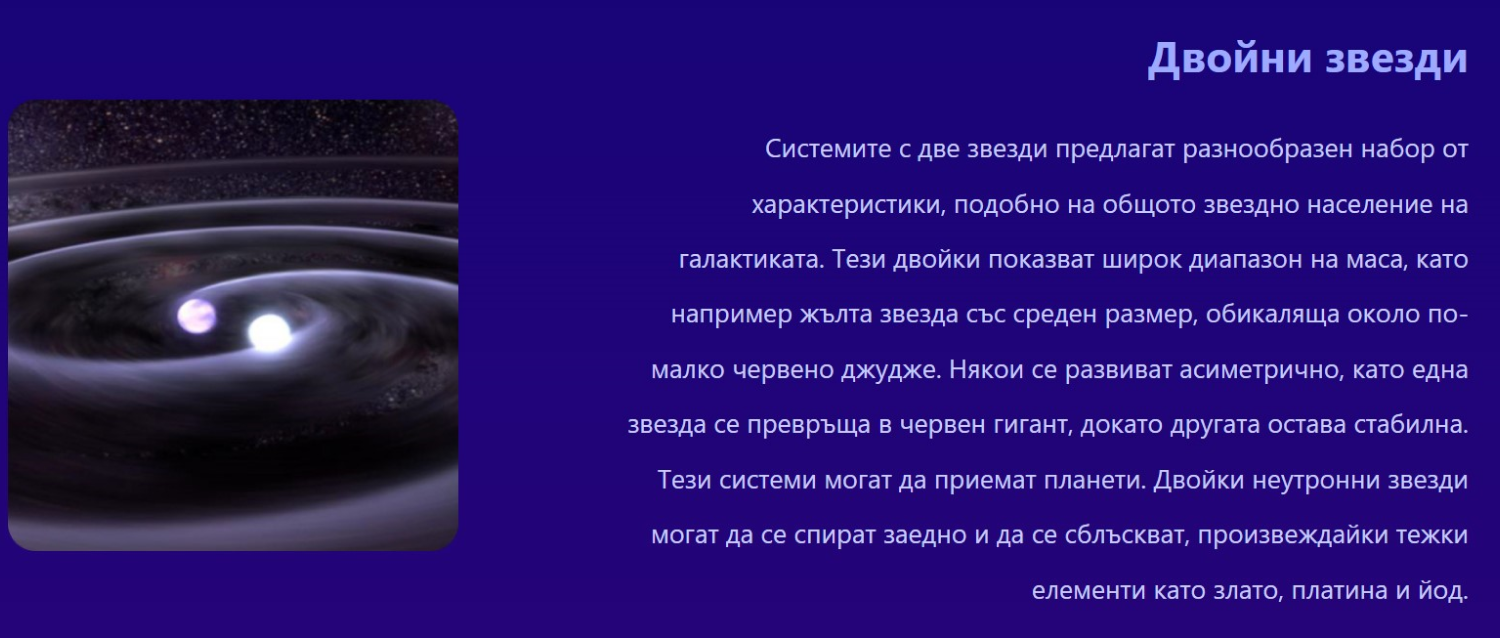 Двойни звезди
Системите с две звезди предлагат разнообразен набор от
характеристики, подобно на общото звездно население на
галактиката. Тези двойки показват широк диапазон на маса, като
например жълта звезда със среден размер, обикаляща около по-
малко червено джудже. Някои се развиват асиметрично, като една
звезда се превръща в червен гигант, докато другата остава стабилна.
Тези системи могат да приемат планети. Двойки неутронни звезди
могат да се спират заедно и да се сблъскват, произвеждайки тежки
елементи като злато, платина и йод.